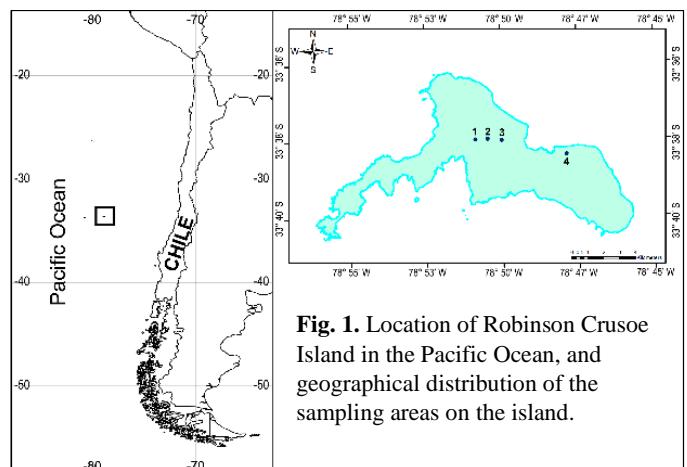 -80
-70
-20
-30
-40
-50
-20
-30
-40
-50
-80
-70
Pacific Ocean
CHILE
78° 55' W
78° 53' W
78° 50' W
78° 48' W
78° 45' W
N
W E
S
33° 36' S
33° 38' S
33° 40' S
33° 36' S
33° 38' S
33° 40' S
1 2 3
4
Kilometers
78° 55' W
78° 53' W
78° 50' W
78° 47' W
78° 45' W
Fig. 1. Location of Robinson Crusoe
Island in the Pacific Ocean, and
geographical distribution of the
sampling areas on the island.